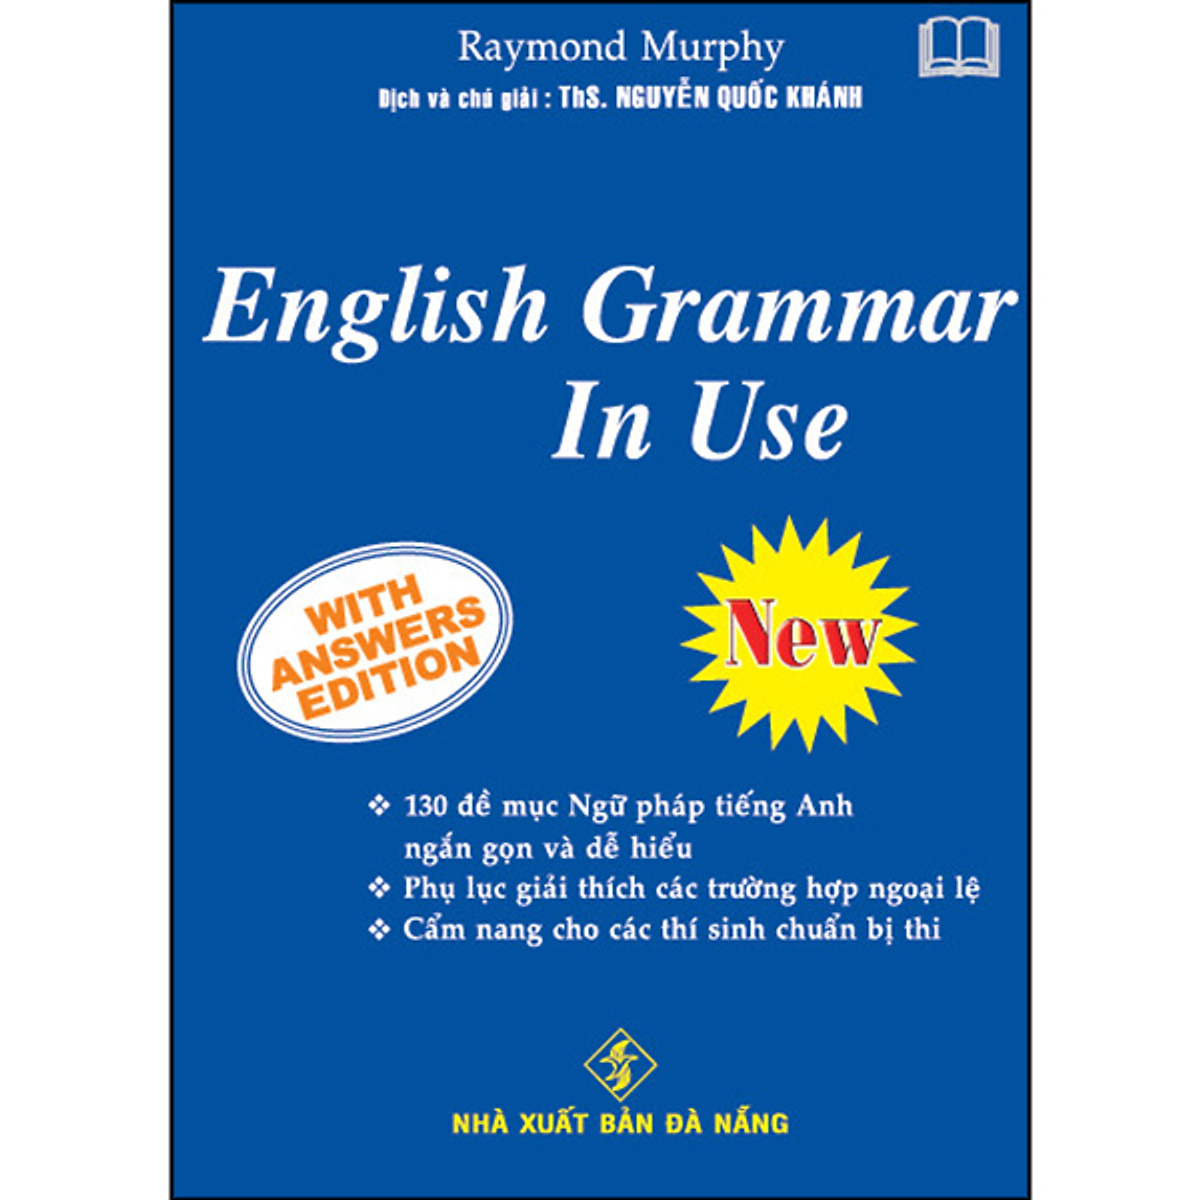 Raymond Murphy
Dịch và chú giải : ThS. NGUYỄN QUỐC KHÁNH
English Grammar
In Use
WITH
ANSWERS
EDITION
New
❖ 130 đề mục Ngữ pháp tiếng Anh
ngắn gọn và dễ hiểu
❖ Phụ lục giải thích các trường hợp ngoại lệ
❖ Cẩm nang cho các thí sinh chuẩn bị thi
NHÀ XUẤT BẢN ĐÀ NẴNG